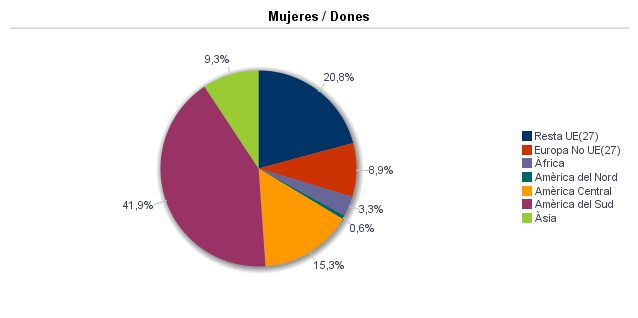 Mujeres / Dones
9,3%
20,8%
8,9%
3,3%
0,6%
15,3%
41,9%
Resta UE(27)
Europa No UE(27)
Àfrica
Amèrica del Nord
Amèrica Central
Amèrica del Sud
Àsia